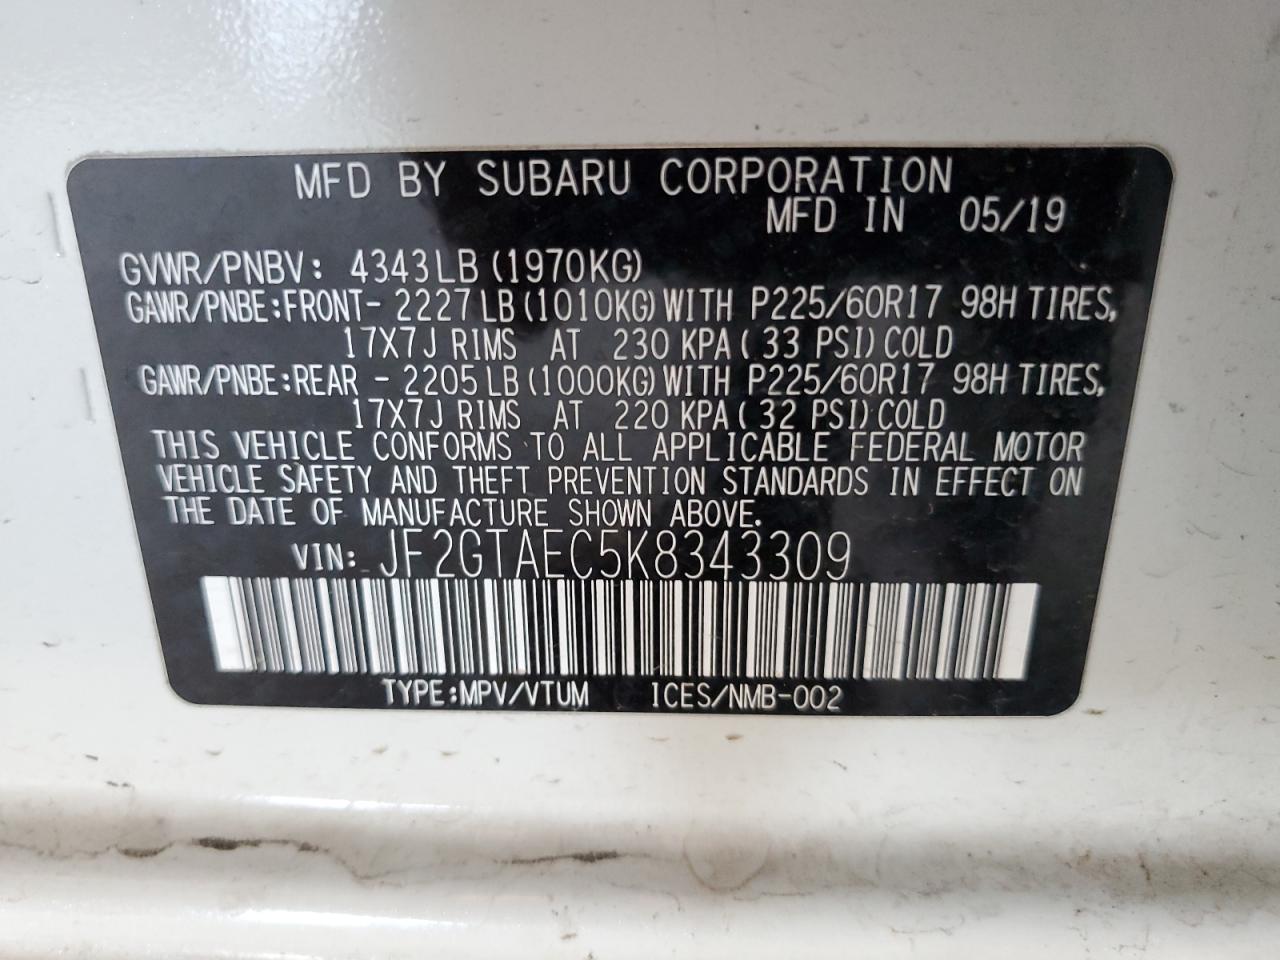 MFD BY SUBARU CORPORATION
MFD IN 05/19
GVWR/PNBV: 4343LB (1970KG)
GAWR/PNBE:FRONT- 2227 LB (1010KG) WITH P225/60R17 98H TIRES,
17X7J RIMS AT 230 KPA ( 33 PSI) COLD
GAWR/PNBE:REAR - 2205 LB (1000KG) WITH P225/60R17 98H TIRES,
17X7J RIMS AT 220 KPA ( 32 PSI) COLD
THIS VEHICLE CONFORMS TO ALL APPLICABLE FEDERAL MOTOR
VEHICLE SAFETY AND THEFT PREVENTION STANDARDS IN EFFECT ON
THE DATE OF MANUFACTURE SHOWN ABOVE.
VIN: JF2GTAEC5K8343309
TYPE:MPV/VTUM ICES/NMB-002